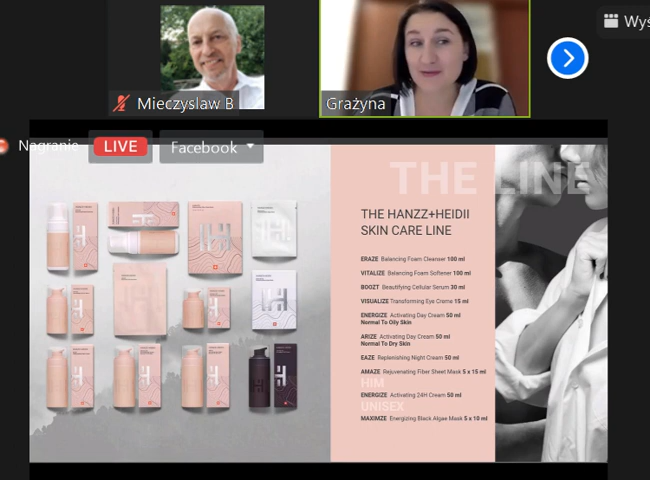 Wyś
Mieczyslaw B
Grażyna
Nagranie
LIVE
Facebook
THE LINE
THE HANZZ+HEIDII
SKIN CARE LINE
ERAZE Balancing Foam Cleanser 100 ml
VITALIZE Balancing Foam Softener 100 ml
BOOZT Beautifying Cellular Serum 30 ml
VISUALIZE Transforming Eye Creme 15 ml
ENERGIZE Activating Day Cream 50 ml
Normal To Oily Skin
ARIZE Activating Day Cream 50 ml
Normal To Dry Skin
EAZE Replenishing Night Cream 50 ml
AMAZE Rejuvenating Fiber Sheet Mask 5 x 15 ml
HIM
ENERGIZE Activating 24H Cream 50 ml
UNISEX
MAXIMZE Energizing Black Algae Mask 5 x 10 ml